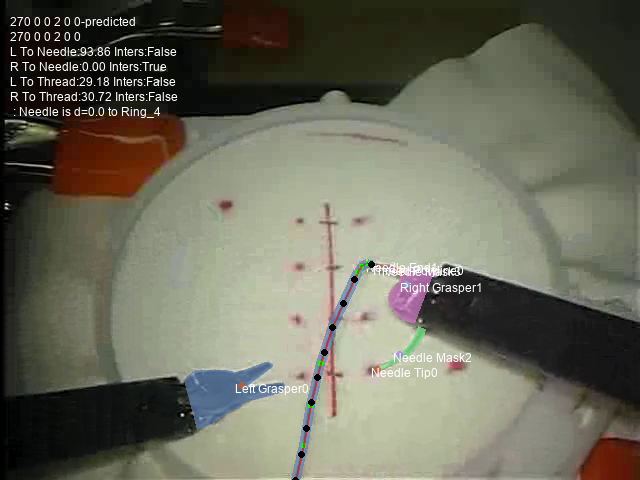 270 0 0 2 0 0-predicted
270 0 0 2 0 0
L To Needle:93.86 Inters:False
R To Needle:0.00 Inters:True
L To Thread:29.18 Inters:False
R To Thread:30.72 Inters:False
: Needle is d=0.0 to Ring_4
Right Grasper1
Needle Mask2
Needle Tip0
Left Grasper0